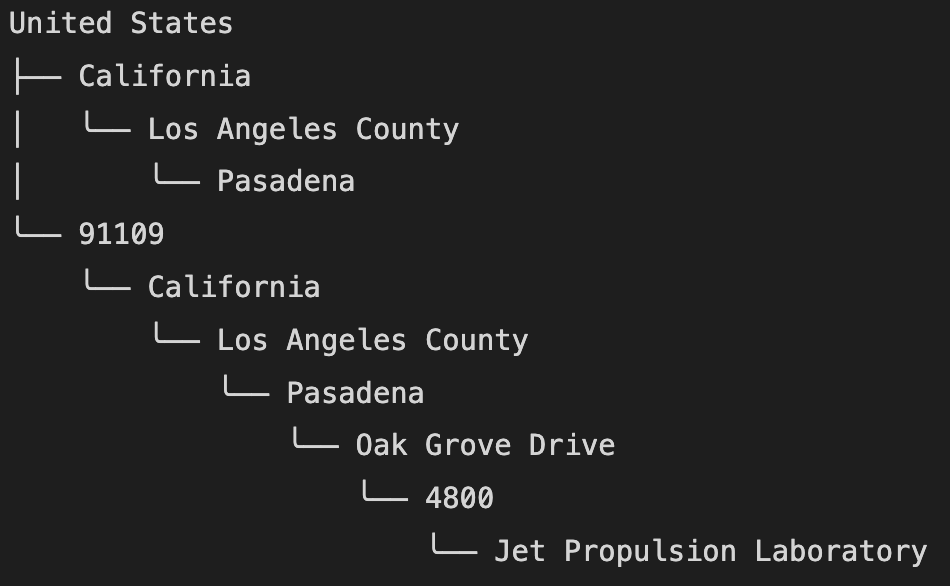 United States
├── California
│   ╰── Los Angeles County
│       ╰── Pasadena
╰── 91109
    ╰── California
        ╰── Los Angeles County
            ╰── Pasadena
                ╰── Oak Grove Drive
                    ╰── 4800
                        ╰── Jet Propulsion Laboratory